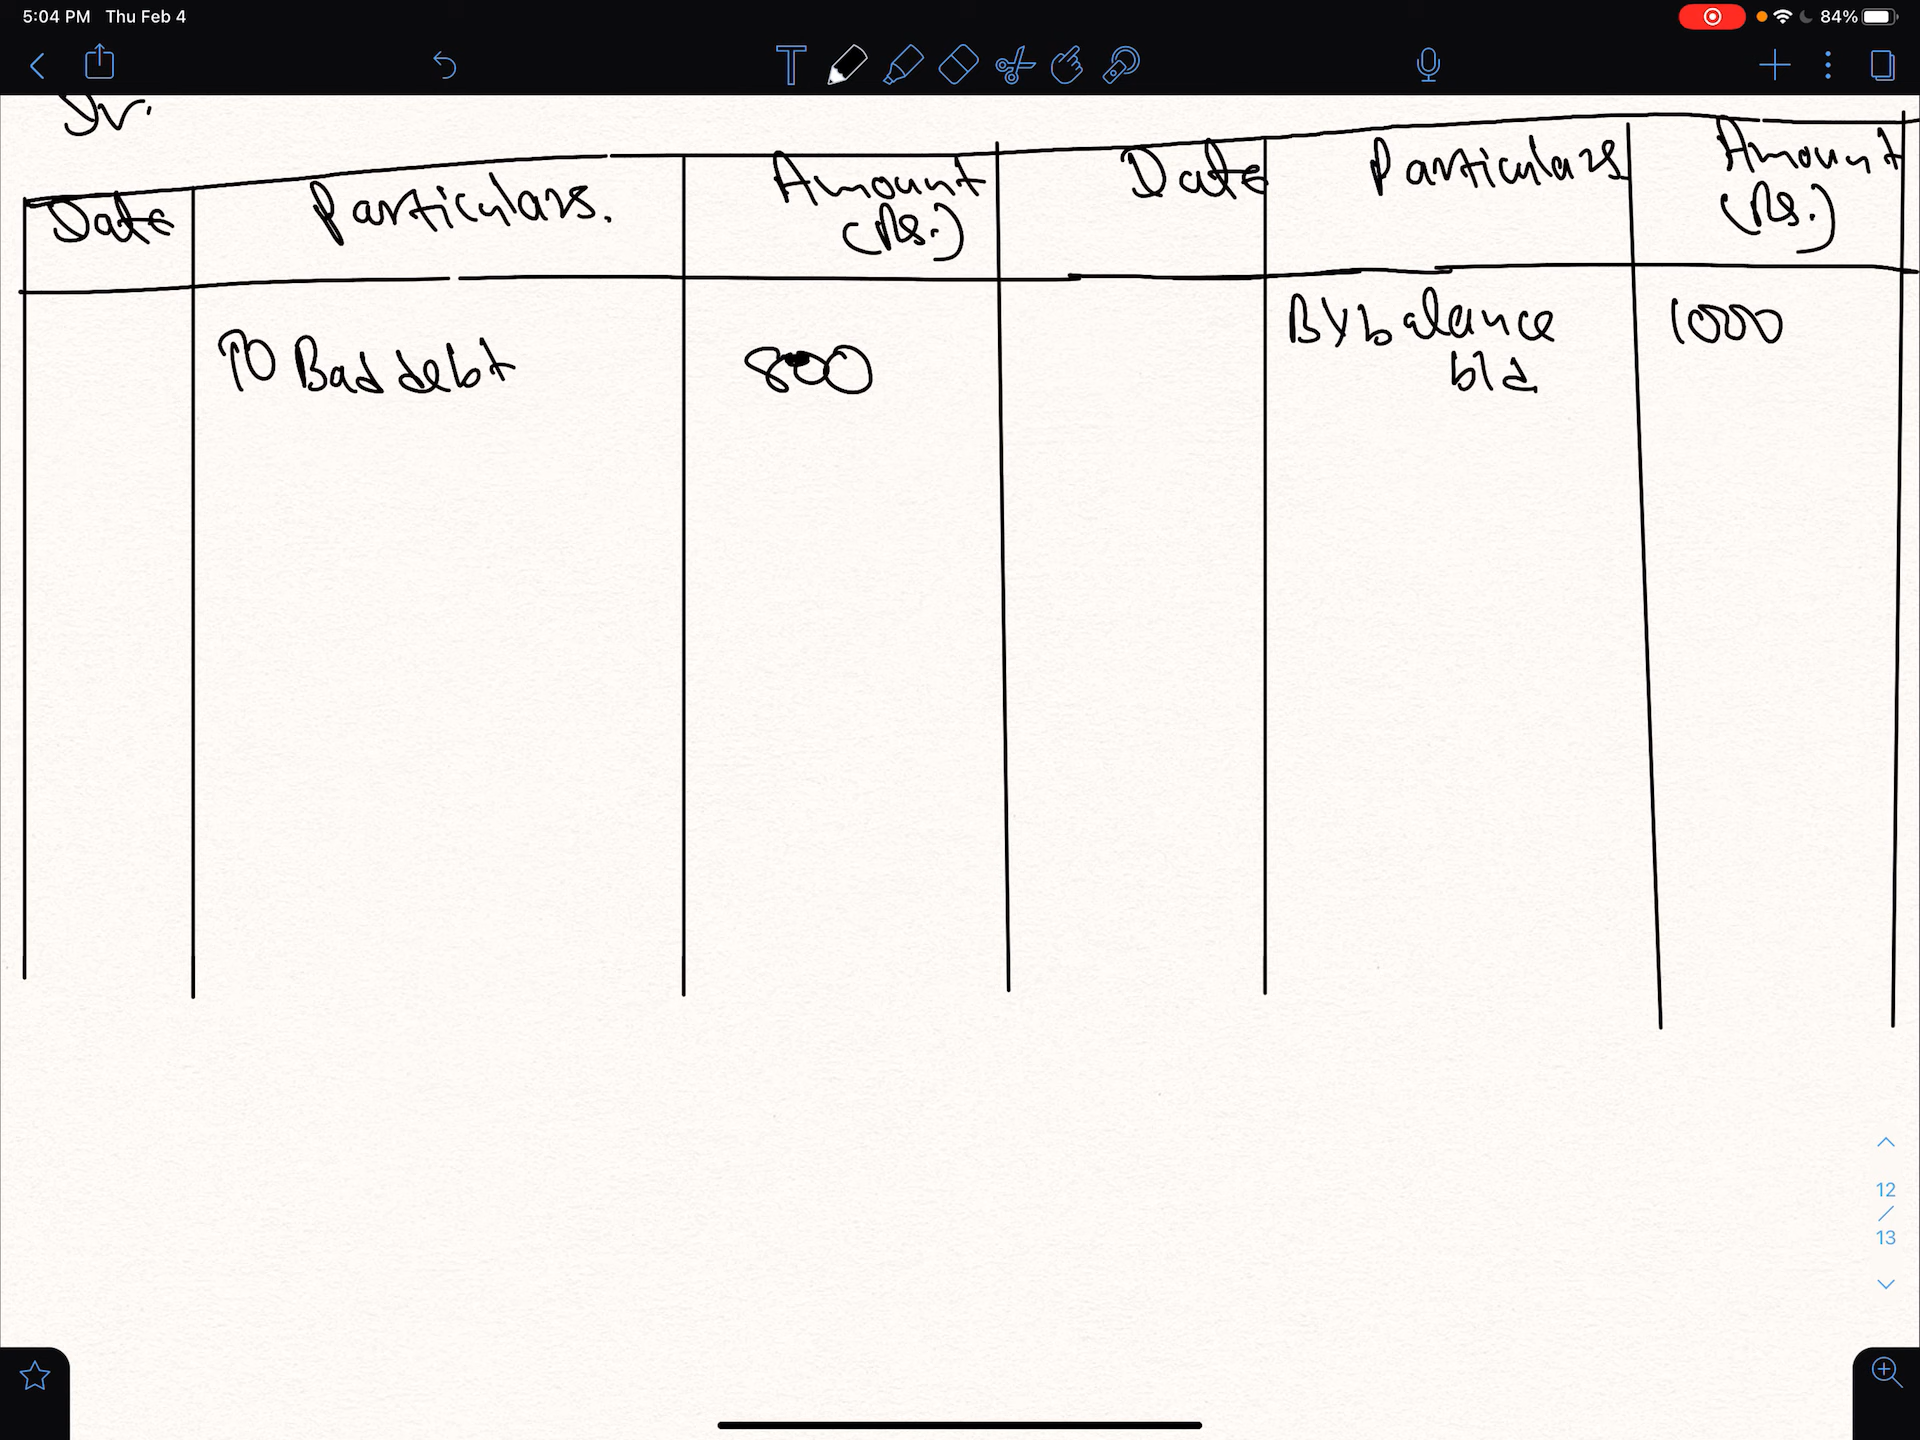 5:04 PM Thu Feb 4
84%
Dr.
Date Particulars. Amount (Rs.) Date Particulars Amount (Rs.)
By balance 1000
b/d
To Bad debt 800
12
/
13